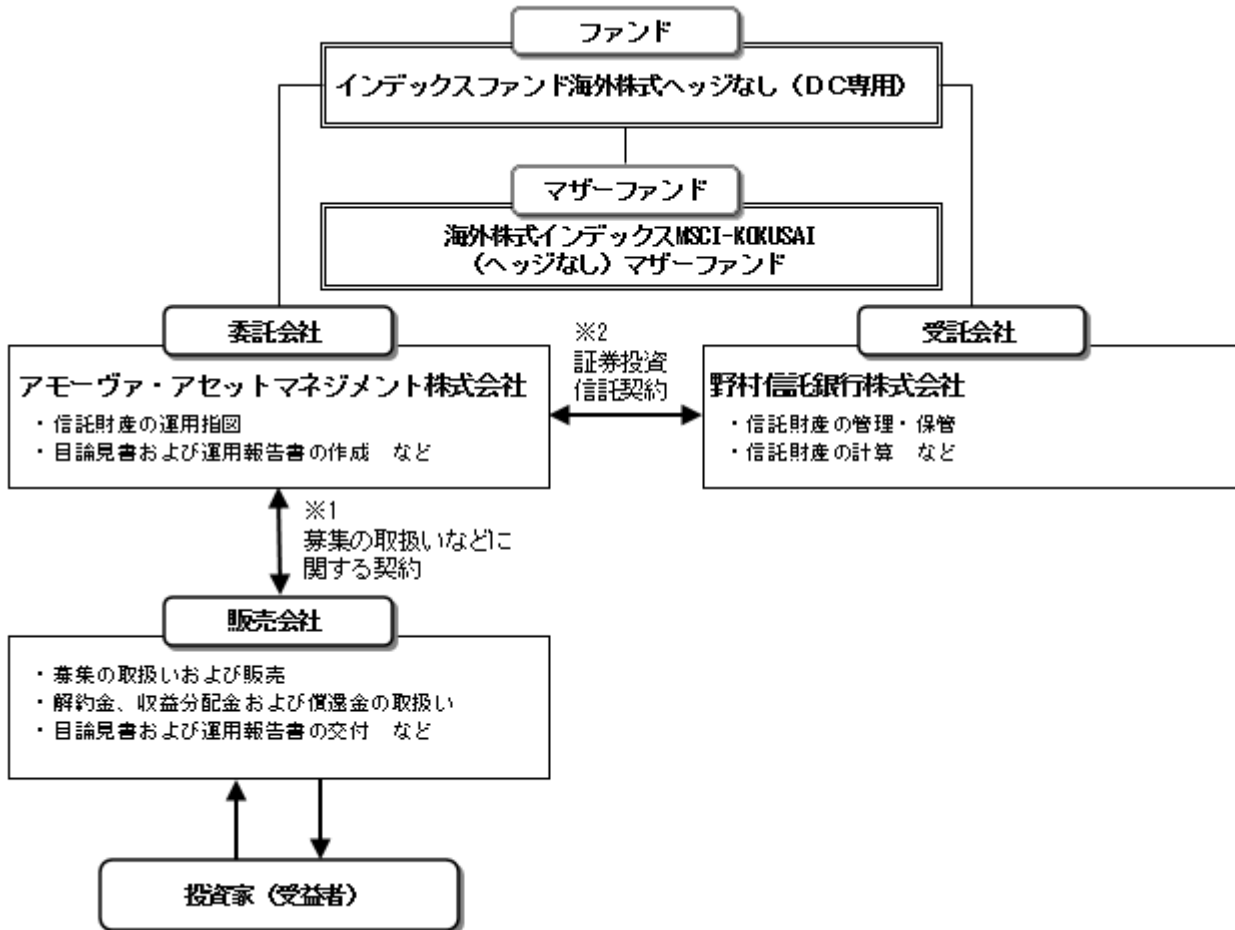 ファンド
インデックスファンド海外株式ヘッジなし（ＤＣ専用）
マザーファンド
海外株式インデックスMSCI-KOKUSAI
（ヘッジなし）マザーファンド
委託会社
アモーヴァ・アセットマネジメント株式会社
・信託財産の運用指図
・目論見書および運用報告書の作成　など
※2
証券投資
信託契約
受託会社
野村信託銀行株式会社
・信託財産の管理・保管
・信託財産の計算　など
※1
募集の取扱いなどに
関する契約
販売会社
・募集の取扱いおよび販売
・解約金、収益分配金および償還金の取扱い
・目論見書および運用報告書の交付　など
投資家（受益者）